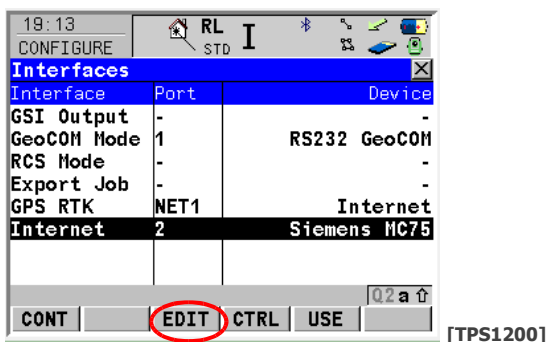 19:13
CONFIGURE
RL
STD
I
Interfaces
Interface Port Device
GSI Output - -
GeoCOM Mode 1 RS232 GeoCOM
RCS Mode - -
Export Job - -
GPS RTK NET1 Internet
Internet 2 Siemens MC75
Q2 a ⇧
CONT EDIT CTRL USE
[TPS1200]